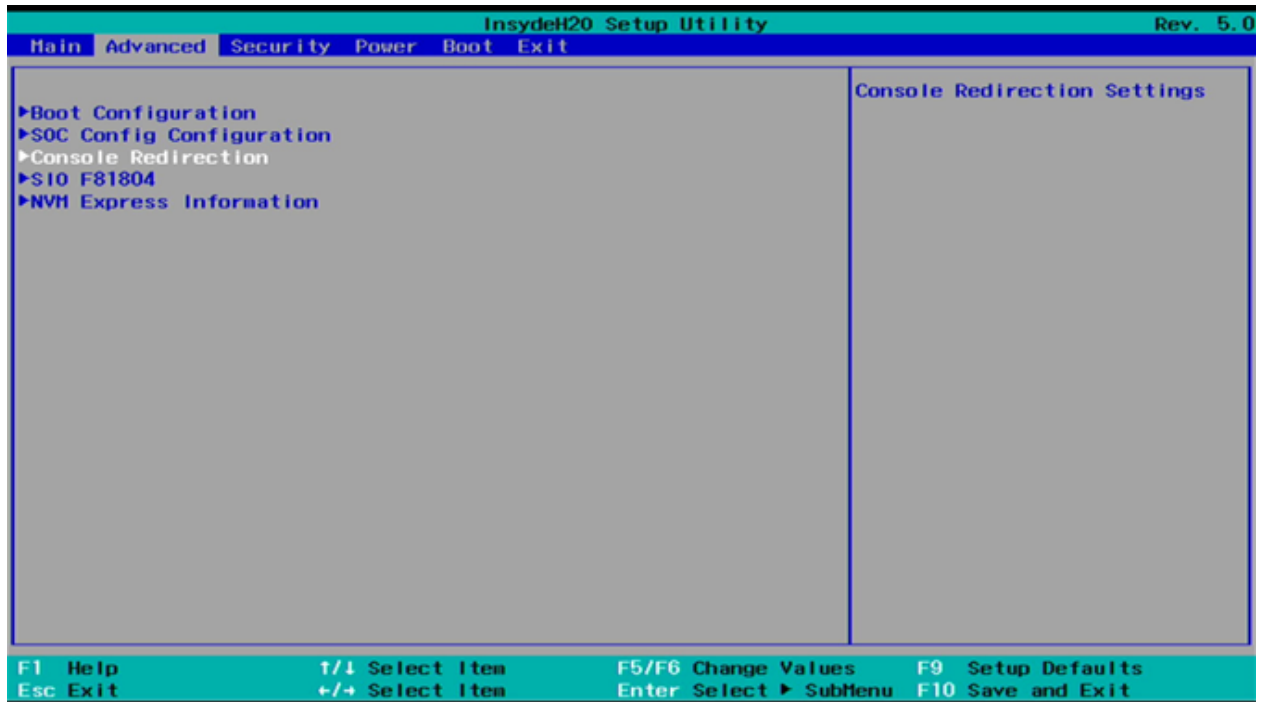 InsydeH20 Setup Utility Rev. 5.0
Main Advanced Security Power Boot Exit
Console Redirection Settings
▶Boot Configuration
▶SOC Config Configuration
▶Console Redirection
▶SIO F81804
▶NVM Express Information
F1 Help ↑/↓ Select Item F5/F6 Change Values F9 Setup Defaults
Esc Exit ←/→ Select Item Enter Select ▶ SubMenu F10 Save and Exit